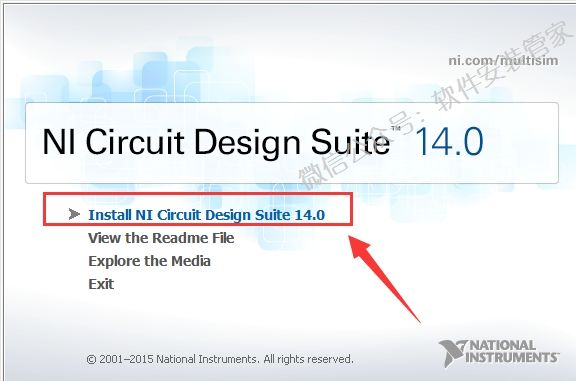 ni.com/multisim
微信公众号：软件安装管家
NI Circuit Design Suite™ 14.0
Install NI Circuit Design Suite 14.0
View the Readme File
Explore the Media
Exit
© 2001–2015 National Instruments. All rights reserved.
NATIONAL
INSTRUMENTS™